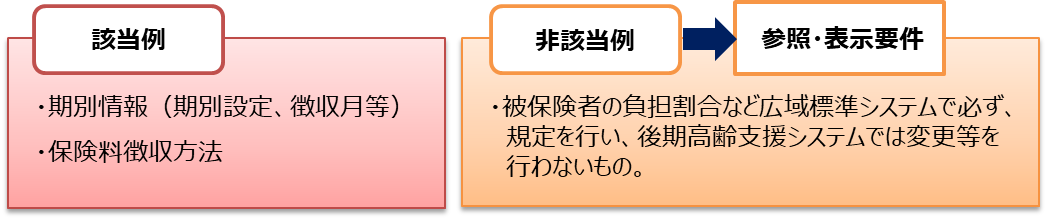 該当例
・期別情報（期別設定、徴収月等）
・保険料徴収方法
非該当例
参照・表示要件
・被保険者の負担割合など広域標準システムで必ず、
規定を行い、後期高齢支援システムでは変更等を
行わないもの。